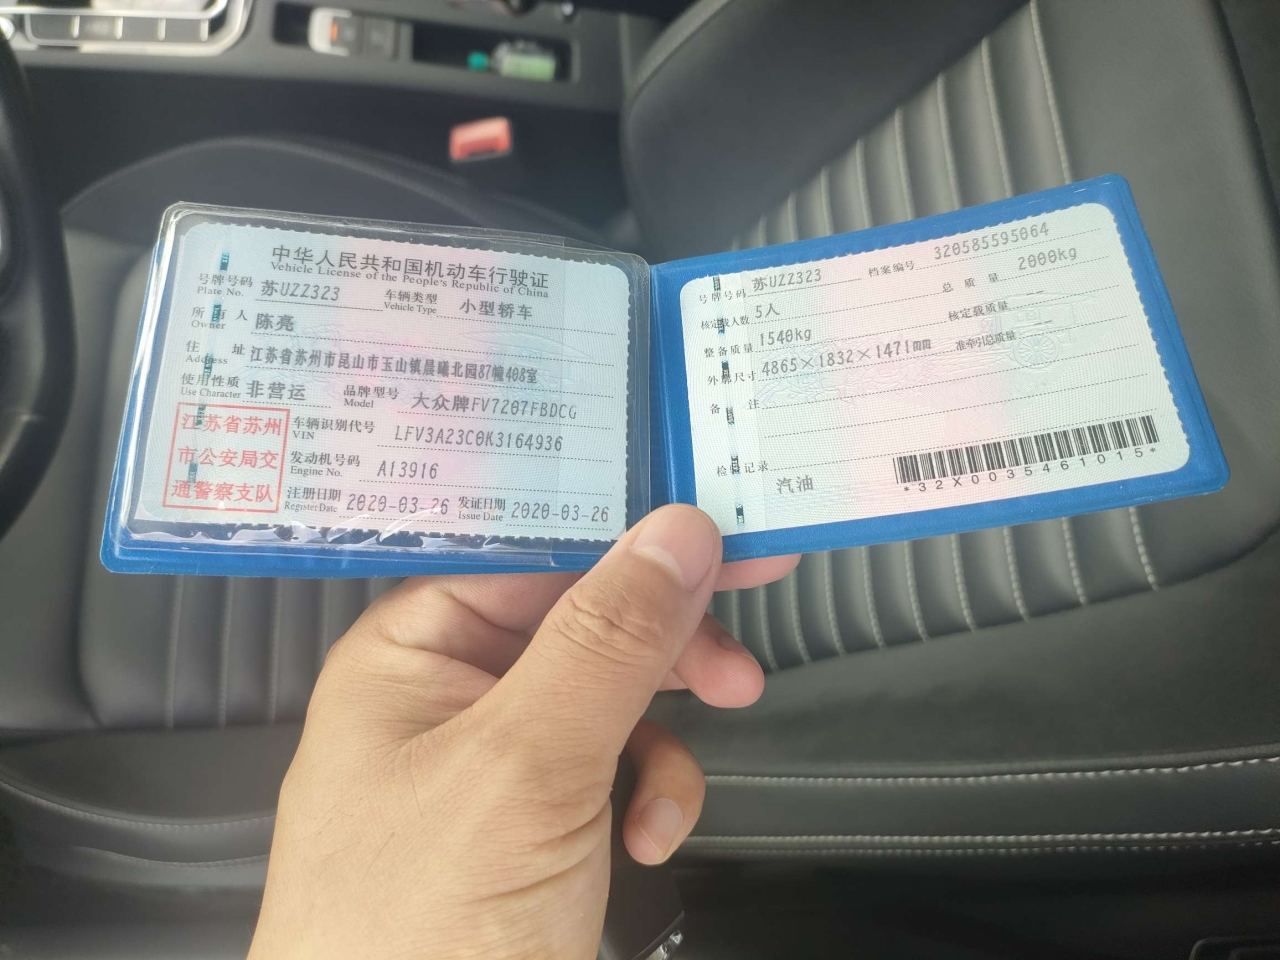 中华人民共和国机动车行驶证
Vehicle License of the People's Republic of China
号牌号码 苏UZZ323 车辆类型 小型轿车
Plate No. Vehicle Type
所有人 陈亮
Owner
住址 江苏省苏州市昆山市玉山镇晨曦北园87幢408室
Address
使用性质 非营运 品牌型号 大众牌FV7207FBDCG
Use Character Model
江苏省苏州
市公安局交
通警察支队
车辆识别代号 LFV3A23C0K3164936
VIN
发动机号码 A13916
Engine No.
注册日期 2020-03-26 发证日期 2020-03-26
Register Date Issue Date
号牌号码 苏UZZ323 档案编号 320585595064
核定载人数 5人 总质量 2000kg
整备质量 1540kg 核定载质量 --
外廓尺寸 4865×1832×1471mm 准牵引总质量 --
备注
检验记录
汽油
*32X0035461015*